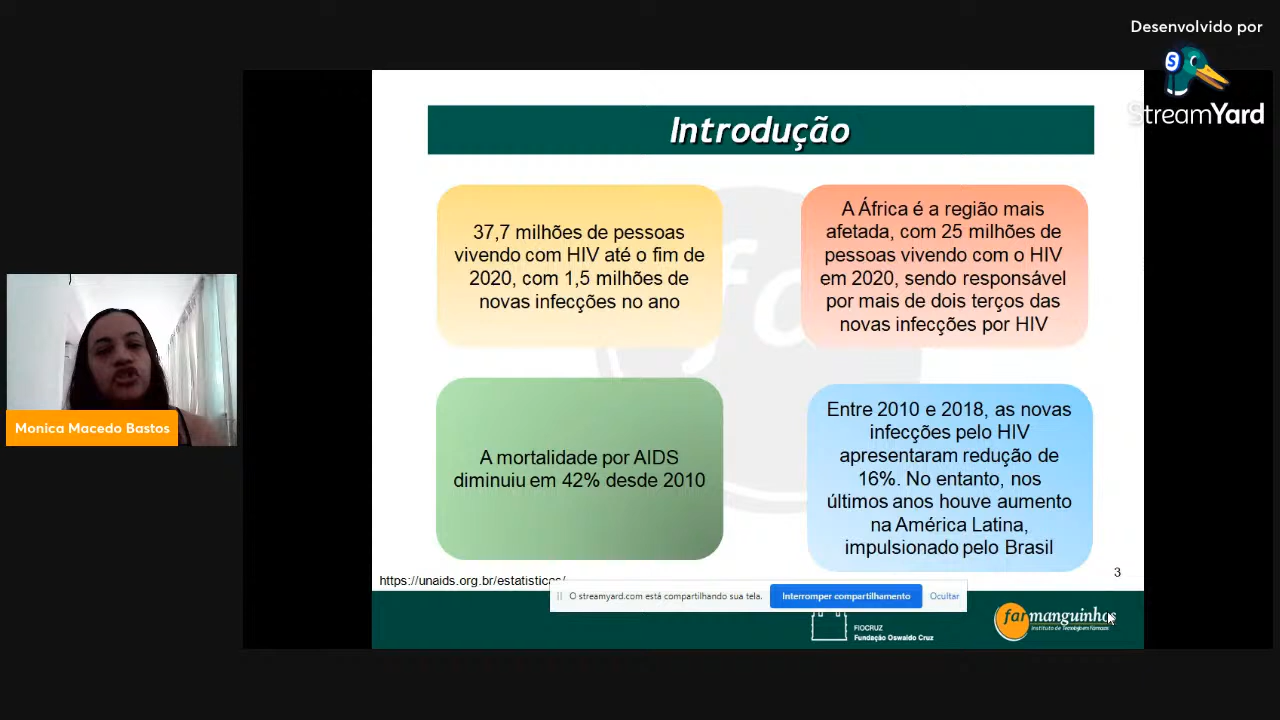 Desenvolvido por
StreamYard
Introdução
37,7 milhões de pessoas
vivendo com HIV até o fim de
2020, com 1,5 milhões de
novas infecções no ano
A África é a região mais
afetada, com 25 milhões de
pessoas vivendo com o HIV
em 2020, sendo responsável
por mais de dois terços das
novas infecções por HIV
A mortalidade por AIDS
diminuiu em 42% desde 2010
Entre 2010 e 2018, as novas
infecções pelo HIV
apresentaram redução de
16%. No entanto, nos
últimos anos houve aumento
na América Latina,
impulsionado pelo Brasil
Monica Macedo Bastos
3
https://unaids.org.br/estatisticas/
O streamyard.com está compartilhando sua tela.
Interromper compartilhamento
Ocultar
FIOCRUZ
Fundação Oswaldo Cruz
farmanguinhos
Instituto de Tecnologia em Fármacos